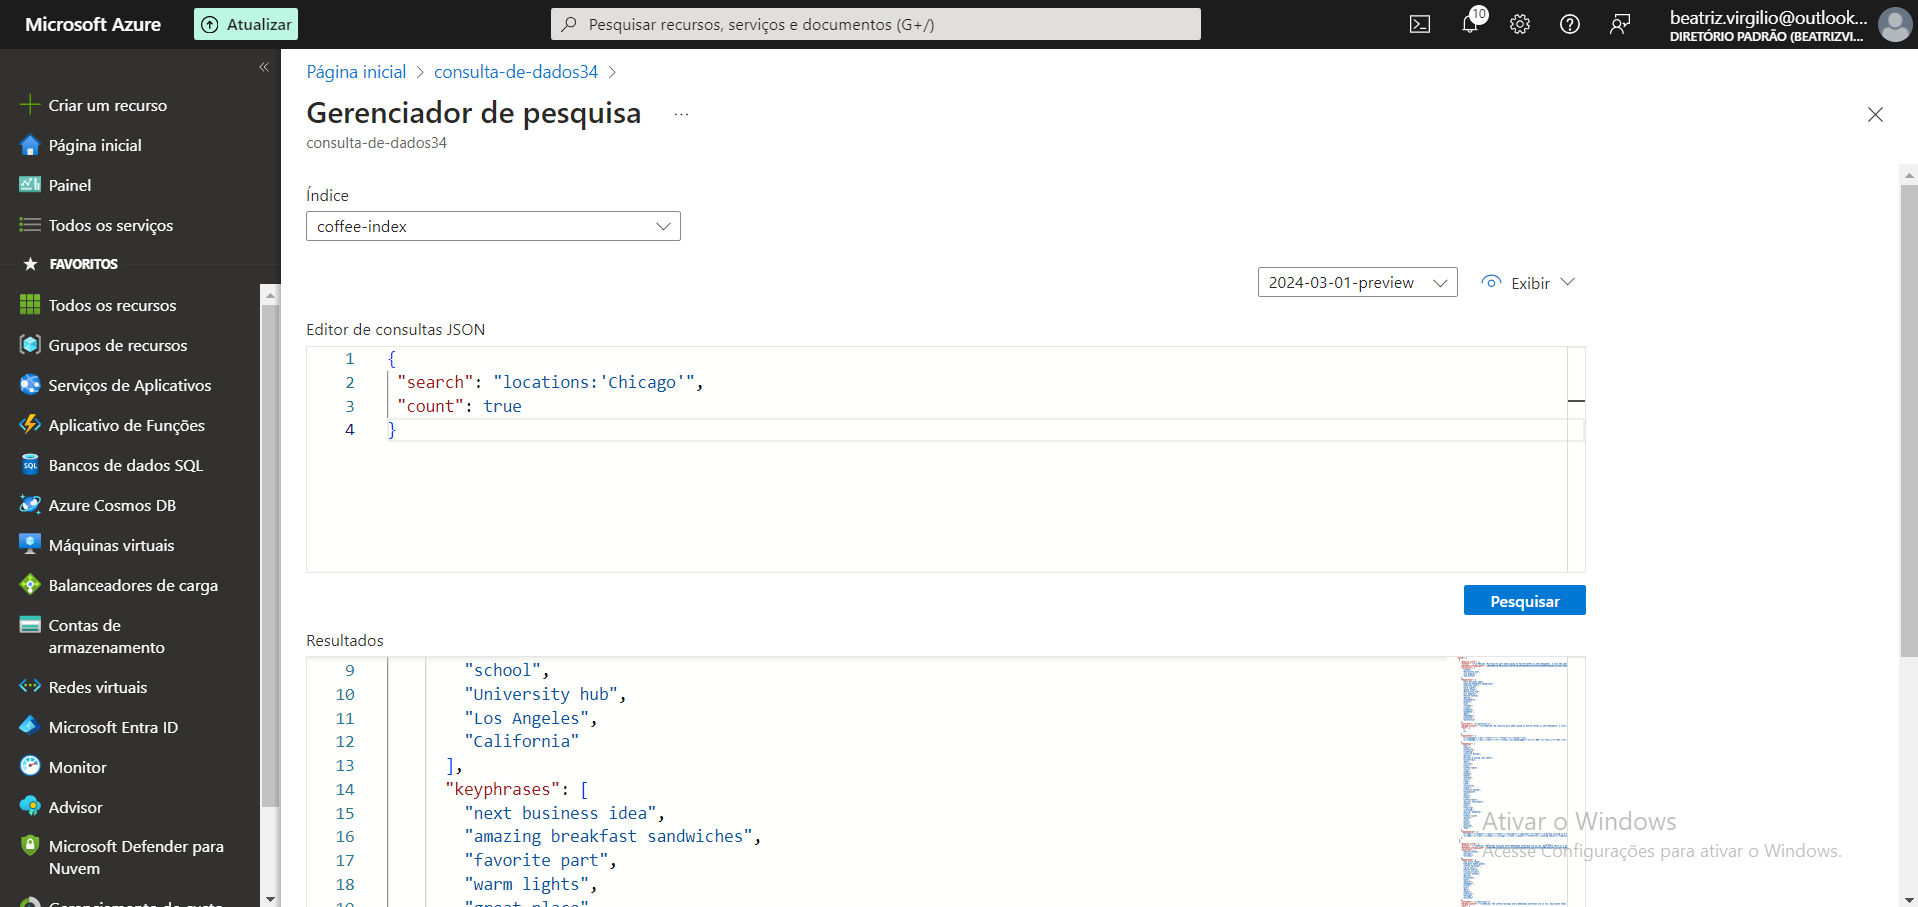 Microsoft Azure
Atualizar
Pesquisar recursos, serviços e documentos (G+/)
10
beatriz.virgilio@outlook...
DIRETÓRIO PADRÃO (BEATRIZVI...
Criar um recurso
Página inicial
Painel
Todos os serviços
FAVORITOS
Todos os recursos
Grupos de recursos
Serviços de Aplicativos
Aplicativo de Funções
Bancos de dados SQL
Azure Cosmos DB
Máquinas virtuais
Balanceadores de carga
Contas de
armazenamento
Redes virtuais
Microsoft Entra ID
Monitor
Advisor
Microsoft Defender para
Nuvem
Página inicial > consulta-de-dados34 >
Gerenciador de pesquisa ...
consulta-de-dados34
Índice
coffee-index
2024-03-01-preview
Exibir
Editor de consultas JSON
1 {
2 "search": "locations:'Chicago'",
3 "count": true
4 }
Pesquisar
Resultados
9 "school",
10 "University hub",
11 "Los Angeles",
12 "California"
13 ],
14 "keyphrases": [
15 "next business idea",
16 "amazing breakfast sandwiches",
17 "favorite part",
18 "warm lights",
"great place"
Ativar o Windows
Acesse Configurações para ativar o Windows.